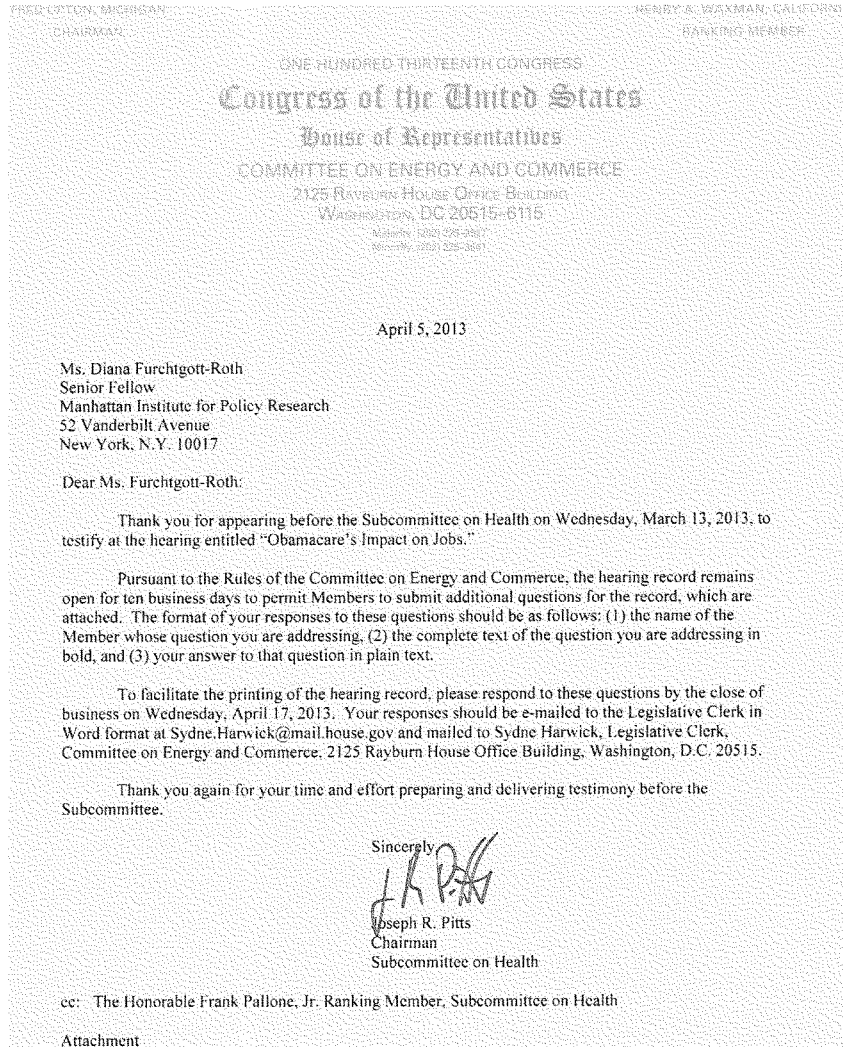 FRED UPTON, MICHIGAN
CHAIRMAN
HENRY A. WAXMAN, CALIFORNI
RANKING MEMBER
ONE HUNDRED THIRTEENTH CONGRESS
Congress of the United States
House of Representatives
COMMITTEE ON ENERGY AND COMMERCE
2125 RAYBURN HOUSE OFFICE BUILDING
WASHINGTON, DC 20515–6115
April 5, 2013
Ms. Diana Furchtgott-Roth
Senior Fellow
Manhattan Institute for Policy Research
52 Vanderbilt Avenue
New York, N.Y. 10017
Dear Ms. Furchtgott-Roth:
Thank you for appearing before the Subcommittee on Health on Wednesday, March 13, 2013, to
testify at the hearing entitled “Obamacare’s Impact on Jobs.”
Pursuant to the Rules of the Committee on Energy and Commerce, the hearing record remains
open for ten business days to permit Members to submit additional questions for the record, which are
attached. The format of your responses to these questions should be as follows: (1) the name of the
Member whose question you are addressing, (2) the complete text of the question you are addressing in
bold, and (3) your answer to that question in plain text.
To facilitate the printing of the hearing record, please respond to these questions by the close of
business on Wednesday, April 17, 2013. Your responses should be e-mailed to the Legislative Clerk in
Word format at Sydne.Harwick@mail.house.gov and mailed to Sydne Harwick, Legislative Clerk,
Committee on Energy and Commerce, 2125 Rayburn House Office Building, Washington, D.C. 20515.
Thank you again for your time and effort preparing and delivering testimony before the
Subcommittee.
Sincerely,
Joseph R. Pitts
Chairman
Subcommittee on Health
cc: The Honorable Frank Pallone, Jr. Ranking Member, Subcommittee on Health
Attachment